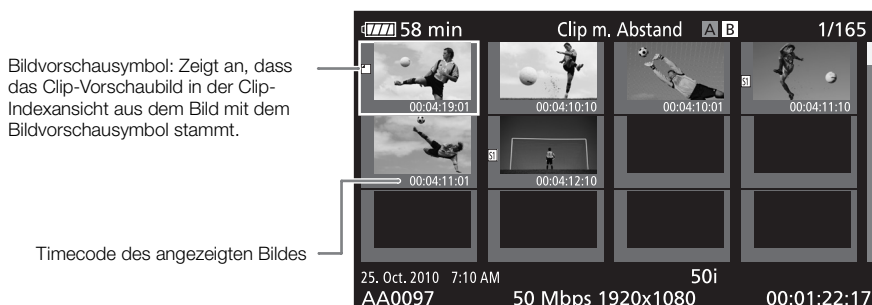 58 min Clip m. Abstand A B 1/165
Bildvorschausymbol: Zeigt an, dass
das Clip-Vorschaubild in der Clip-
Indexansicht aus dem Bild mit dem
Bildvorschausymbol stammt.
00:04:19:01 00:04:10:10 00:04:10:01 S1 00:04:11:10
00:04:11:01 S1 00:04:12:10
Timecode des angezeigten Bildes
25. Oct. 2010 7:10 AM 50i
AA0097 50 Mbps 1920x1080 00:01:22:17